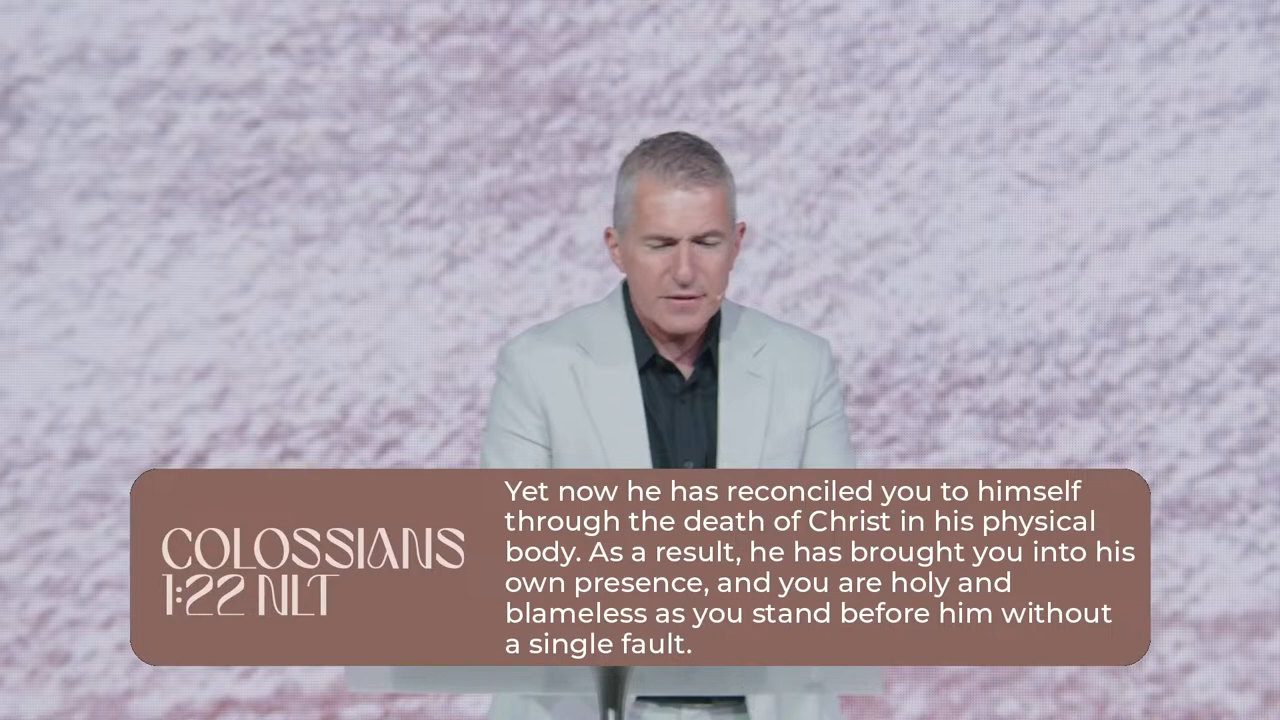 COLOSSIANS
1:22 NLT
Yet now he has reconciled you to himself
through the death of Christ in his physical
body. As a result, he has brought you into his
own presence, and you are holy and
blameless as you stand before him without
a single fault.